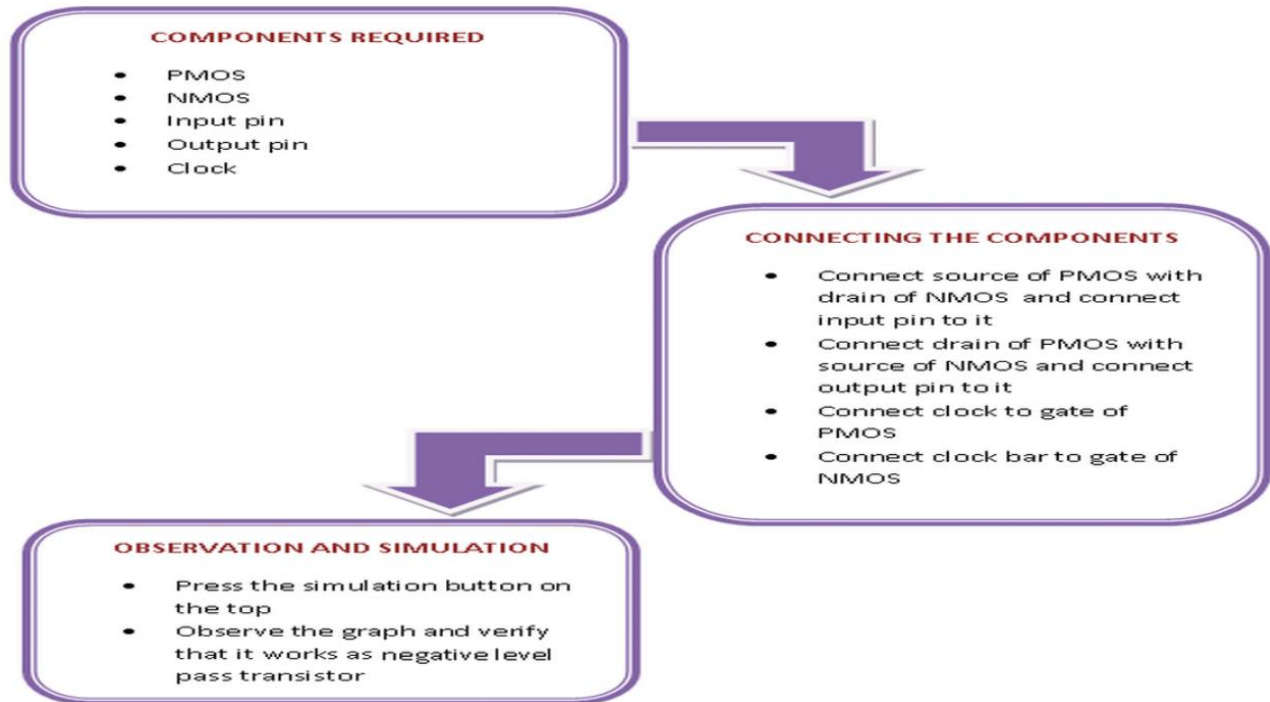 COMPONENTS REQUIRED
• PMOS
• NMOS
• Input pin
• Output pin
• Clock
CONNECTING THE COMPONENTS
• Connect source of PMOS with
drain of NMOS and connect
input pin to it
• Connect drain of PMOS with
source of NMOS and connect
output pin to it
• Connect clock to gate of
PMOS
• Connect clock bar to gate of
NMOS
OBSERVATION AND SIMULATION
• Press the simulation button on
the top
• Observe the graph and verify
that it works as negative level
pass transistor